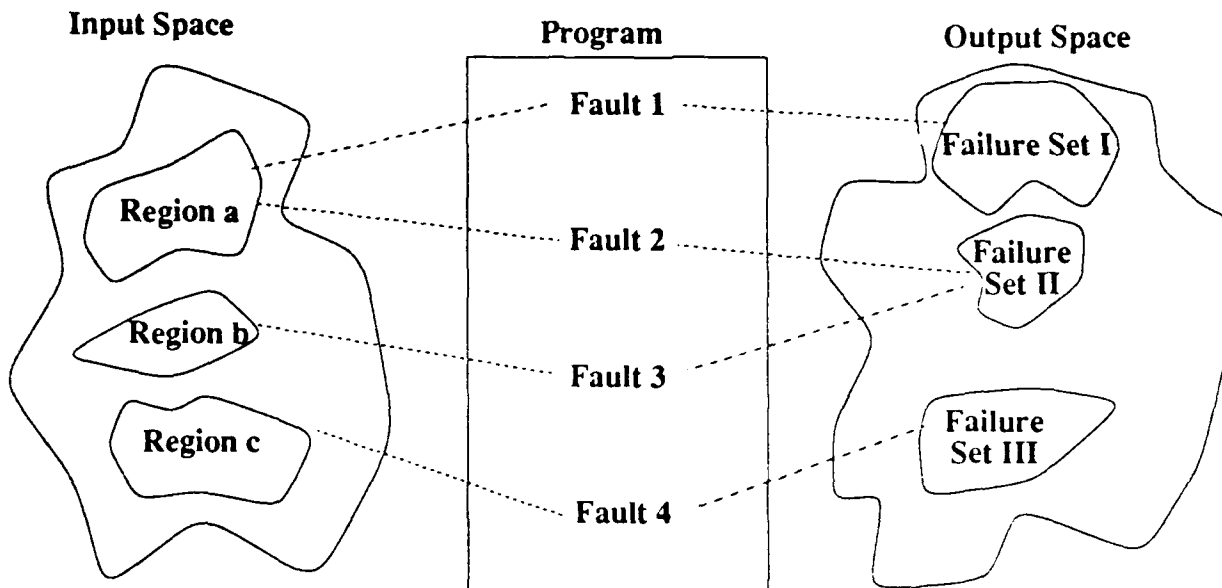 Input Space
Program
Output Space
Fault 1
Failure Set I
Region a
Fault 2
Failure
Set II
Region b
Fault 3
Region c
Failure
Set III
Fault 4